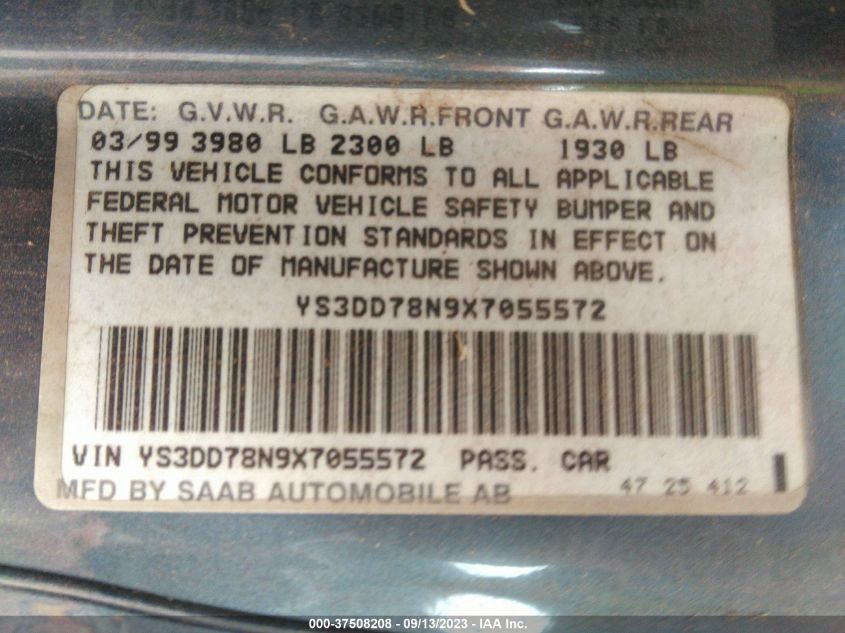 DATE: G.V.W.R. G.A.W.R.FRONT G.A.W.R.REAR
03/99 3980 LB 2300 LB 1930 LB
THIS VEHICLE CONFORMS TO ALL APPLICABLE
FEDERAL MOTOR VEHICLE SAFETY BUMPER AND
THEFT PREVENTION STANDARDS IN EFFECT ON
THE DATE OF MANUFACTURE SHOWN ABOVE.
YS3DD78N9X7055572
VIN YS3DD78N9X7055572 PASS. CAR
MFD BY SAAB AUTOMOBILE AB 47 25 412
000-37508208 - 09/13/2023 - IAA Inc.